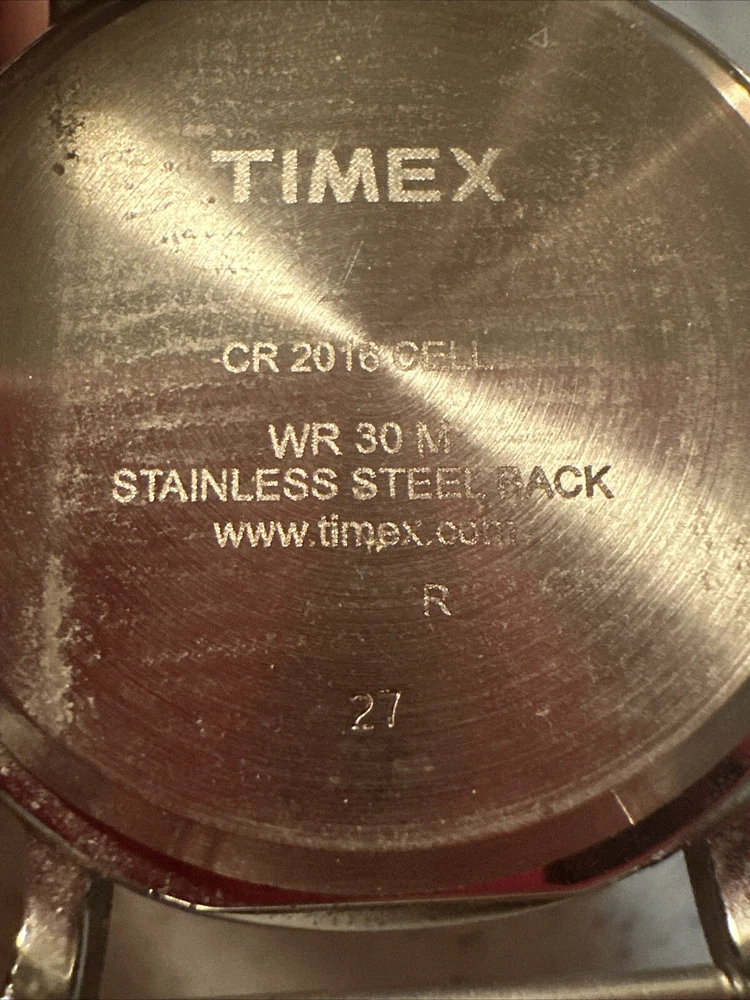 TIMEX
CR 2016 CELL
WR 30 M
STAINLESS STEEL BACK
www.timex.com
R
27